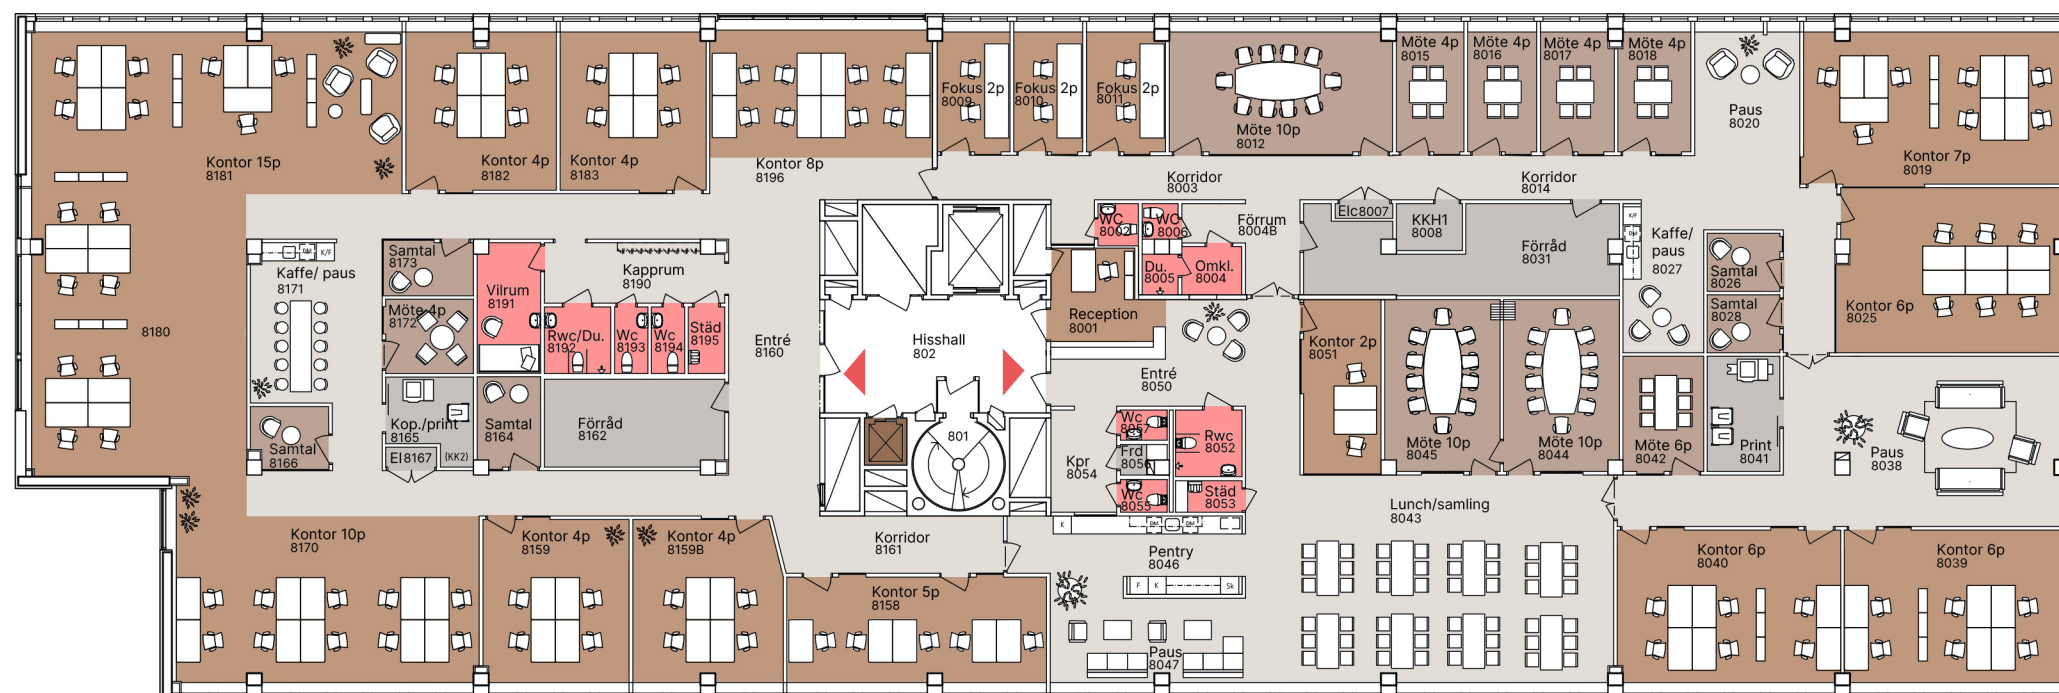 Kontor 15p
8181
Kontor 4p
8182
Kontor 4p
8183
Kontor 8p
8196
Fokus 2p
8009
Fokus 2p
8010
Fokus 2p
8011
Möte 10p
8012
Möte 4p
8015
Möte 4p
8016
Möte 4p
8017
Möte 4p
8018
Paus
8020
Kontor 7p
8019
Korridor
8003
Korridor
8014
WC
8002
WC
8006
Förrum
8004B
Elc8007
KKH1
8008
Förråd
8031
K/F
DM
Kaffe/
paus
8027
Samtal
8026
Samtal
8028
Kontor 6p
8025
DM
K/F
Kaffe/ paus
8171
Samtal
8173
Möte 4p
8172
Vilrum
8191
Kapprum
8190
Rwc/Du.
8192
Wc
8193
Wc
8194
Städ
8195
8180
Entré
8160
Hisshall
802
Du.
8005
Omkl.
8004
Reception
8001
Entré
8050
Kontor 2p
8051
Möte 10p
8045
Möte 10p
8044
Möte 6p
8042
Print
8041
Paus
8038
Samtal
8166
Kop./print
8165
El8167
(KK2)
Samtal
8164
Förråd
8162
801
Wc
8057
Frd
8056
Kpr
8054
Wc
8055
Rwc
8052
Städ
8053
Lunch/samling
8043
Kontor 10p
8170
Kontor 4p
8159
Kontor 4p
8159B
Korridor
8161
Kontor 5p
8158
K
DM
DM
Pentry
8046
F
K
Sk
Paus
8047
Kontor 6p
8040
Kontor 6p
8039